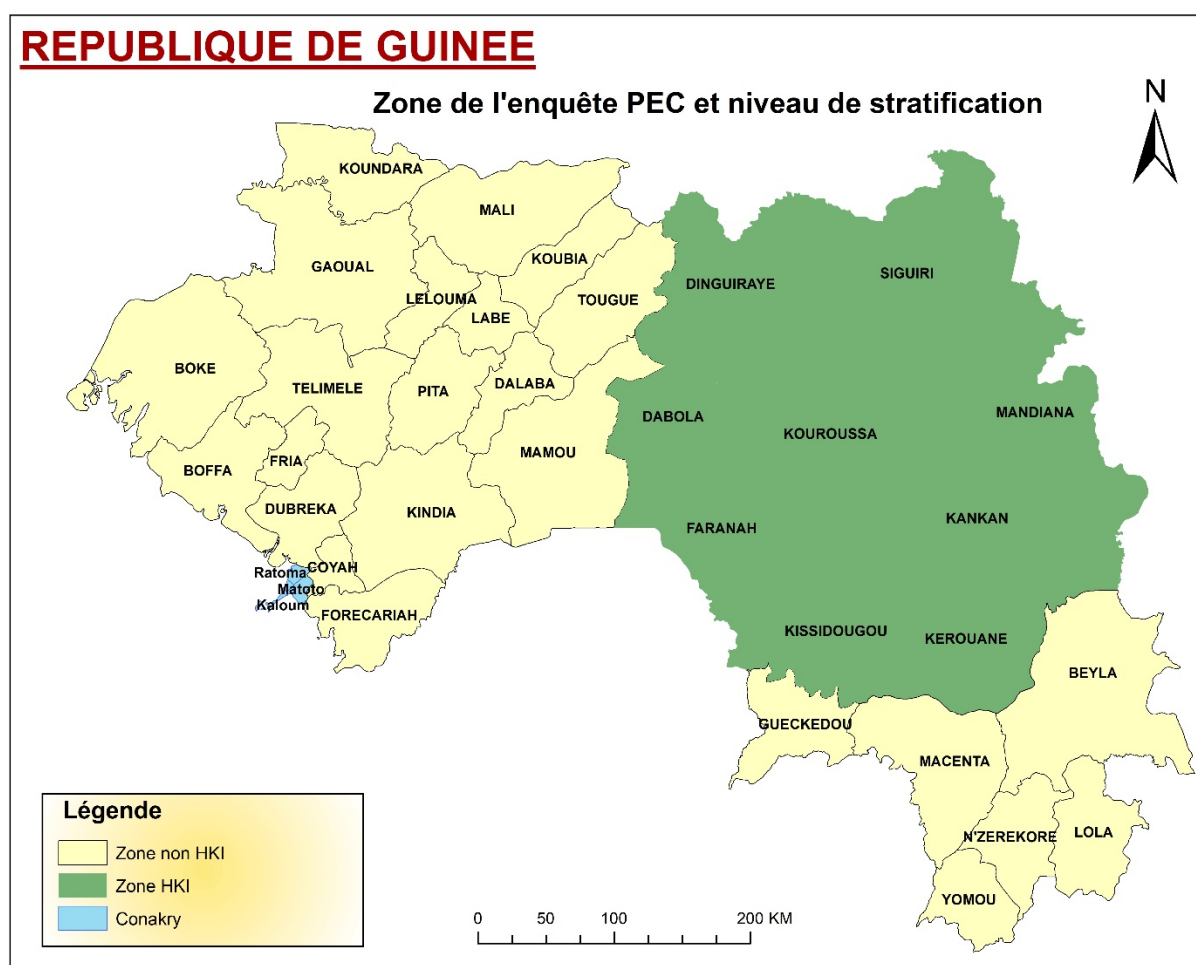 REPUBLIQUE DE GUINEE
Zone de l'enquête PEC et niveau de stratification
N
KOUNDARA
MALI
KOUBIA
GAOUAL
SIGUIRI
DINGUIRAYE
LELOUMA
TOUGUE
LABE
BOKE
TELIMELE
PITA
DALABA
MANDIANA
DABOLA
KOUROUSSA
MAMOU
FRIA
BOFFA
DUBREKA
KINDIA
KANKAN
FARANAH
COYAH
Ratoma
Matoto
Kaloum
FORECARIAH
KISSIDOUGOU
KEROUANE
BEYLA
GUECKEDOU
MACENTA
N'ZEREKORE
LOLA
YOMOU
Légende
Zone non HKI
Zone HKI
Conakry
0 50 100 200 KM